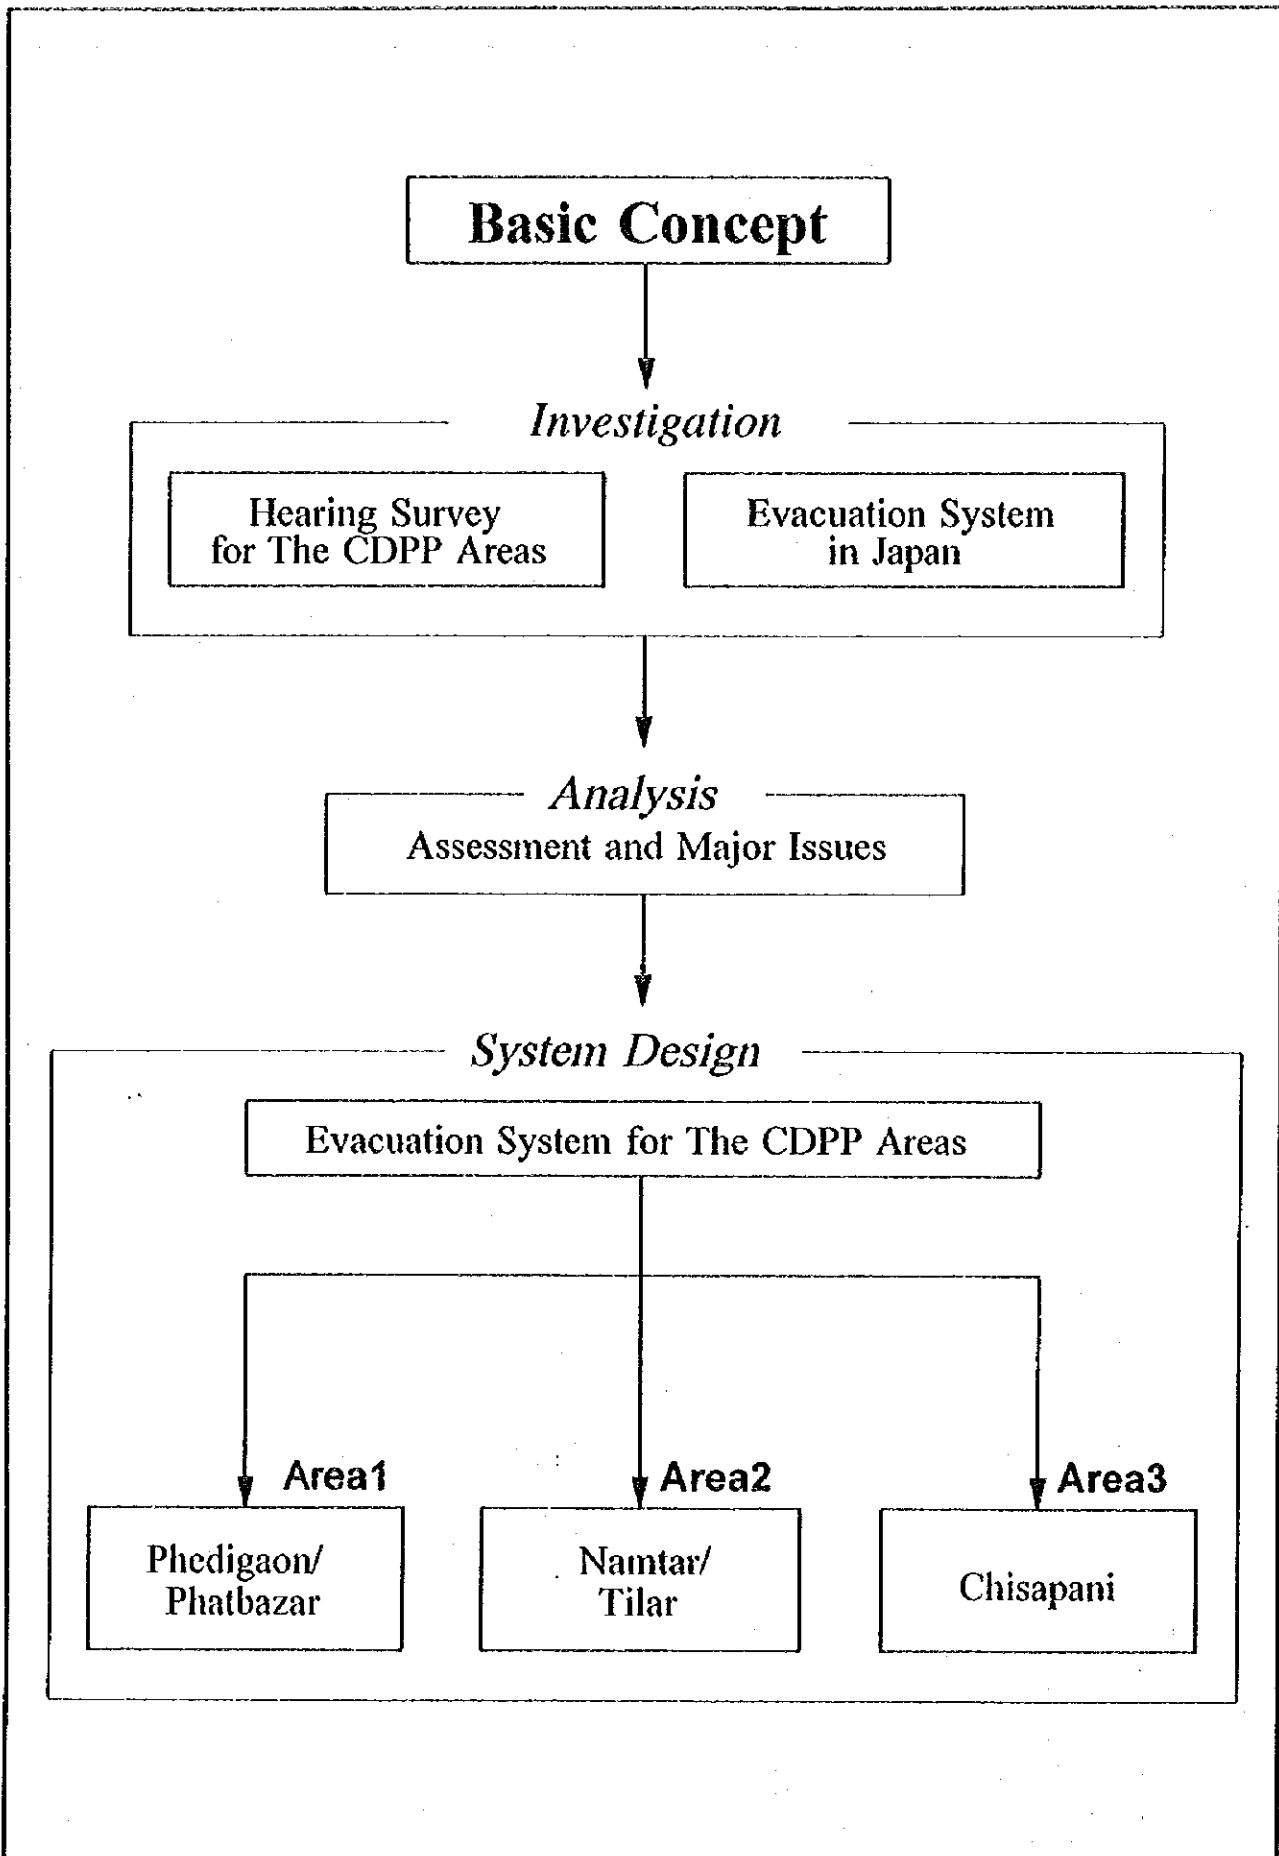 Basic Concept
Investigation
Hearing Survey
for The CDPP Areas
Evacuation System
in Japan
Analysis
Assessment and Major Issues
System Design
Evacuation System for The CDPP Areas
Area1
Area2
Area3
Phedigaon/
Phatbazar
Namtar/
Tilar
Chisapani